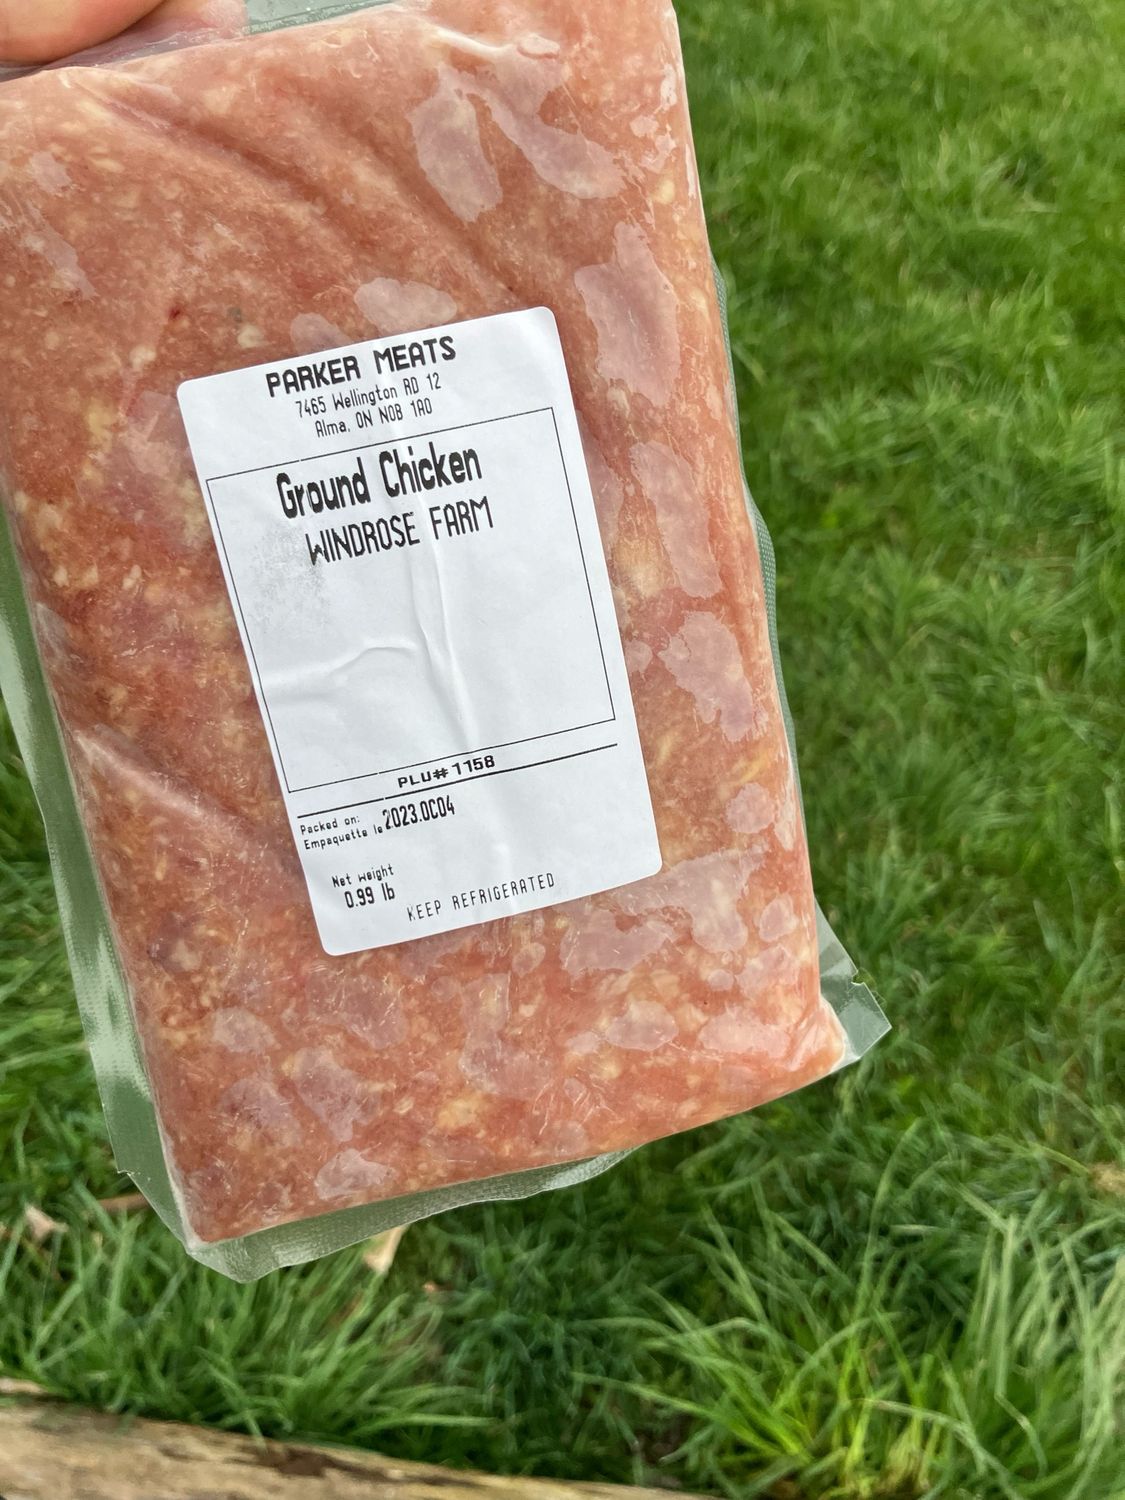 PARKER MEATS
7465 Wellington RD 12
Alma, ON N0B 1A0
Ground Chicken
WINDROSE FARM
PLU# 1158
Packed on:
Empaquette le 2023.OC04
Net weight
0.99 lb
KEEP REFRIGERATED